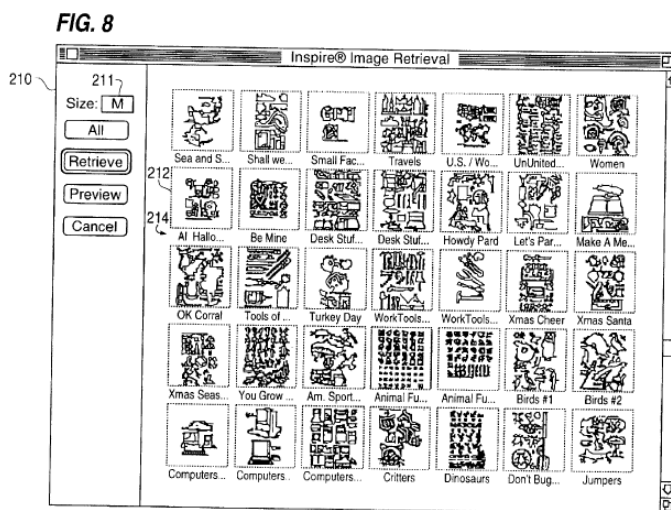 FIG. 8
Inspire® Image Retrieval
210
211
Size: M
All
Retrieve
Preview
Cancel
212
214
Sea and S... Shall we... Small Fac... Travels U.S. / Wo... UnUnited... Women
Al Hallo... Be Mine Desk Stuf... Desk Stuf... Howdy Pard Let's Par... Make A Me...
OK Corral Tools of ... Turkey Day WorkTools... WorkTools... Xmas Cheer Xmas Santa
Xmas Seas... You Grow ... Am. Sport... Animal Fu... Animal Fu... Birds #1 Birds #2
Computers... Computers.. Computers... Critters Dinosaurs Don't Bug... Jumpers